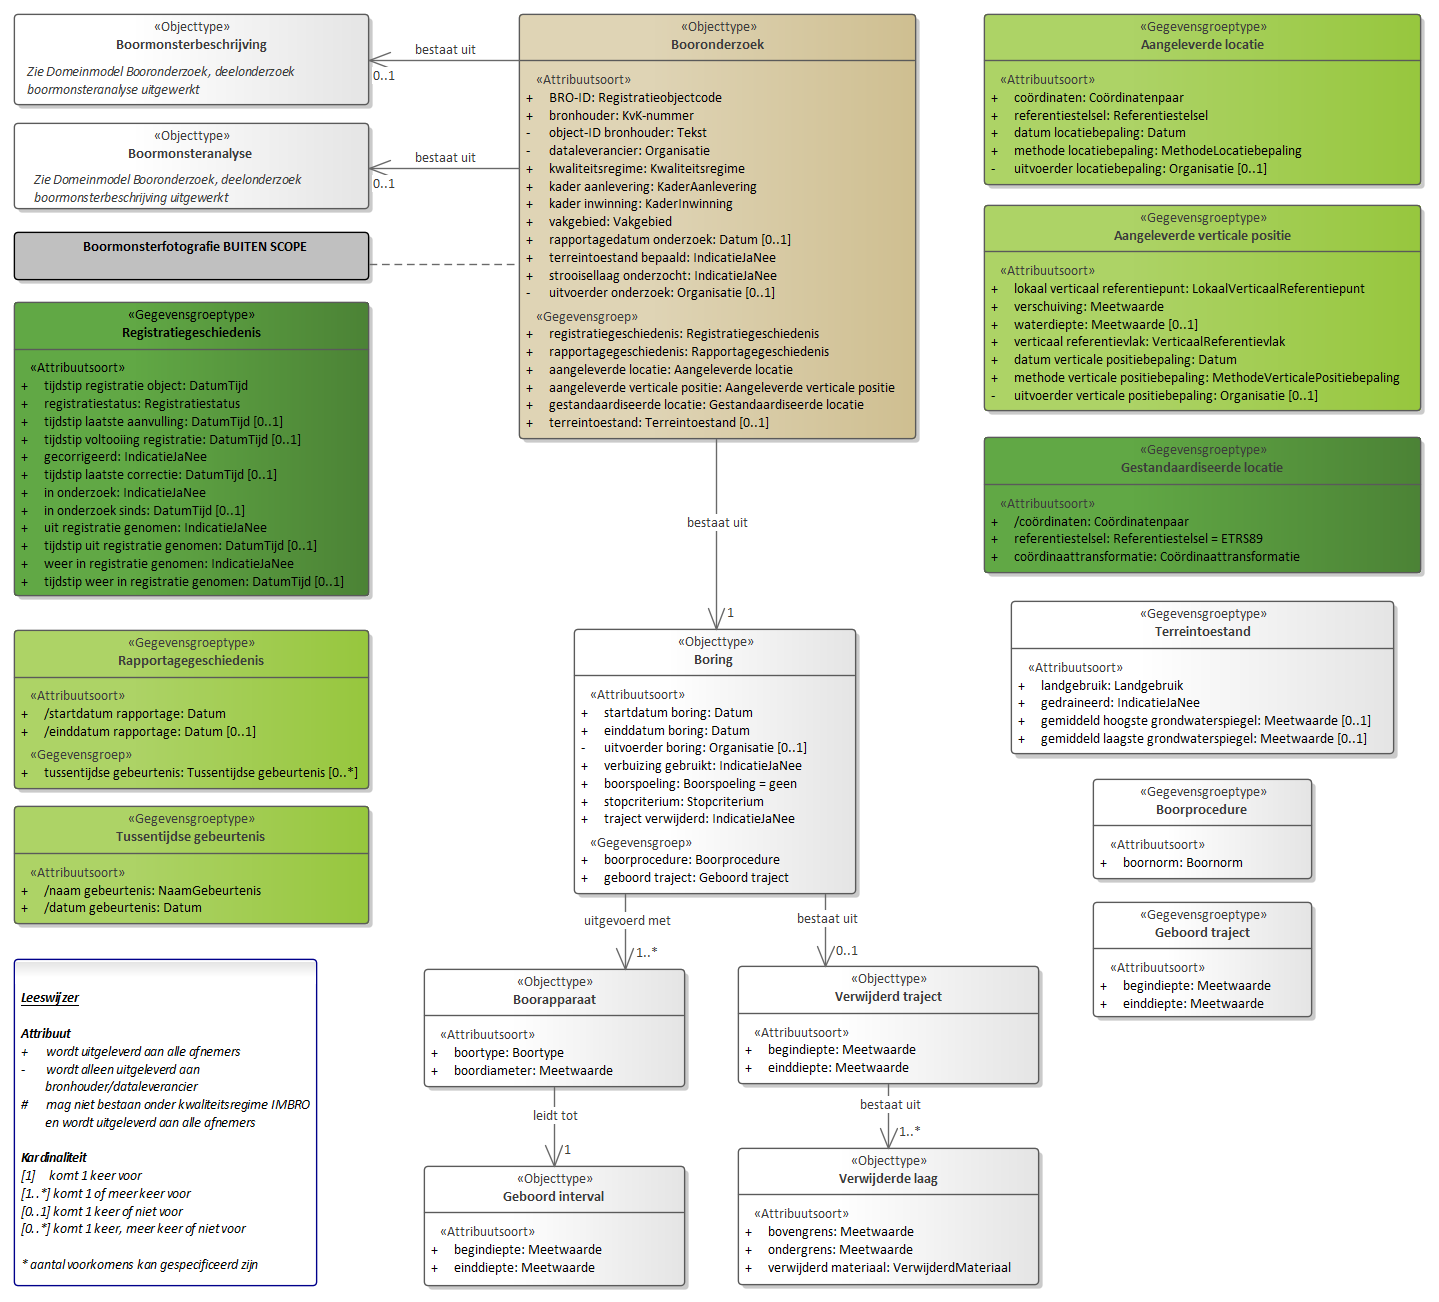 «Objecttype»
Boormonsterbeschrijving
Zie Domeinmodel Booronderzoek, deelonderzoek
boormonsteranalyse uitgewerkt
«Objecttype»
Boormonsteranalyse
Zie Domeinmodel Booronderzoek, deelonderzoek
boormonsterbeschrijving uitgewerkt
Boormonsterfotografie BUITEN SCOPE
«Gegevensgroeptype»
Registratiegeschiedenis
«Attribuutsoort»
+ tijdstip registratie object: DatumTijd
+ registratiestatus: Registratiestatus
+ tijdstip laatste aanvulling: DatumTijd [0..1]
+ tijdstip voltooiing registratie: DatumTijd [0..1]
+ gecorrigeerd: IndicatieJaNee
+ tijdstip laatste correctie: DatumTijd [0..1]
+ in onderzoek: IndicatieJaNee
+ in onderzoek sinds: DatumTijd [0..1]
+ uit registratie genomen: IndicatieJaNee
+ tijdstip uit registratie genomen: DatumTijd [0..1]
+ weer in registratie genomen: IndicatieJaNee
+ tijdstip weer in registratie genomen: DatumTijd [0..1]
«Gegevensgroeptype»
Rapportagegeschiedenis
«Attribuutsoort»
+ /startdatum rapportage: Datum
+ /einddatum rapportage: Datum [0..1]
«Gegevensgroep»
+ tussentijdse gebeurtenis: Tussentijdse gebeurtenis [0..*]
«Gegevensgroeptype»
Tussentijdse gebeurtenis
«Attribuutsoort»
+ /naam gebeurtenis: NaamGebeurtenis
+ /datum gebeurtenis: Datum
Leeswijzer
Attribuut
+ wordt uitgeleverd aan alle afnemers
- wordt alleen uitgeleverd aan
bronhouder/dataleverancier
# mag niet bestaan onder kwaliteitsregime IMBRO
en wordt uitgeleverd aan alle afnemers
Kardinaliteit
[1] komt 1 keer voor
[1..*] komt 1 of meer keer voor
[0..1] komt 1 keer of niet voor
[0..*] komt 1 keer, meer keer of niet voor
* aantal voorkomens kan gespecificeerd zijn
bestaat uit
0..1
bestaat uit
0..1
«Objecttype»
Booronderzoek
«Attribuutsoort»
+ BRO-ID: Registratieobjectcode
+ bronhouder: KvK-nummer
- object-ID bronhouder: Tekst
- dataleverancier: Organisatie
+ kwaliteitsregime: Kwaliteitsregime
+ kader aanlevering: KaderAanlevering
+ kader inwinning: KaderInwinning
+ vakgebied: Vakgebied
+ rapportagedatum onderzoek: Datum [0..1]
+ terreintoestand bepaald: IndicatieJaNee
+ strooisellaag onderzocht: IndicatieJaNee
- uitvoerder onderzoek: Organisatie [0..1]
«Gegevensgroep»
+ registratiegeschiedenis: Registratiegeschiedenis
+ rapportagegeschiedenis: Rapportagegeschiedenis
+ aangeleverde locatie: Aangeleverde locatie
+ aangeleverde verticale positie: Aangeleverde verticale positie
+ gestandaardiseerde locatie: Gestandaardiseerde locatie
+ terreintoestand: Terreintoestand [0..1]
bestaat uit
1
«Objecttype»
Boring
«Attribuutsoort»
+ startdatum boring: Datum
+ einddatum boring: Datum
- uitvoerder boring: Organisatie [0..1]
+ verbuizing gebruikt: IndicatieJaNee
+ boorspoeling: Boorspoeling = geen
+ stopcriterium: Stopcriterium
+ traject verwijderd: IndicatieJaNee
«Gegevensgroep»
+ boorprocedure: Boorprocedure
+ geboord traject: Geboord traject
uitgevoerd met
1..*
bestaat uit
0..1
«Objecttype»
Boorapparaat
«Attribuutsoort»
+ boortype: Boortype
+ boordiameter: Meetwaarde
leidt tot
1
«Objecttype»
Geboord interval
«Attribuutsoort»
+ begindiepte: Meetwaarde
+ einddiepte: Meetwaarde
«Objecttype»
Verwijderd traject
«Attribuutsoort»
+ begindiepte: Meetwaarde
+ einddiepte: Meetwaarde
bestaat uit
1..*
«Objecttype»
Verwijderde laag
«Attribuutsoort»
+ bovengrens: Meetwaarde
+ ondergrens: Meetwaarde
+ verwijderd materiaal: VerwijderdMateriaal
«Gegevensgroeptype»
Aangeleverde locatie
«Attribuutsoort»
+ coördinaten: Coördinatenpaar
+ referentiestelsel: Referentiestelsel
+ datum locatiebepaling: Datum
+ methode locatiebepaling: MethodeLocatiebepaling
- uitvoerder locatiebepaling: Organisatie [0..1]
«Gegevensgroeptype»
Aangeleverde verticale positie
«Attribuutsoort»
+ lokaal verticaal referentiepunt: LokaalVerticaalReferentiepunt
+ verschuiving: Meetwaarde
+ waterdiepte: Meetwaarde [0..1]
+ verticaal referentievlak: VerticaalReferentievlak
+ datum verticale positiebepaling: Datum
+ methode verticale positiebepaling: MethodeVerticalePositiebepaling
- uitvoerder verticale positiebepaling: Organisatie [0..1]
«Gegevensgroeptype»
Gestandaardiseerde locatie
«Attribuutsoort»
+ /coördinaten: Coördinatenpaar
+ referentiestelsel: Referentiestelsel = ETRS89
+ coördinaattransformatie: Coördinaattransformatie
«Gegevensgroeptype»
Terreintoestand
«Attribuutsoort»
+ landgebruik: Landgebruik
+ gedraineerd: IndicatieJaNee
+ gemiddeld hoogste grondwaterspiegel: Meetwaarde [0..1]
+ gemiddeld laagste grondwaterspiegel: Meetwaarde [0..1]
«Gegevensgroeptype»
Boorprocedure
«Attribuutsoort»
+ boornorm: Boornorm
«Gegevensgroeptype»
Geboord traject
«Attribuutsoort»
+ begindiepte: Meetwaarde
+ einddiepte: Meetwaarde